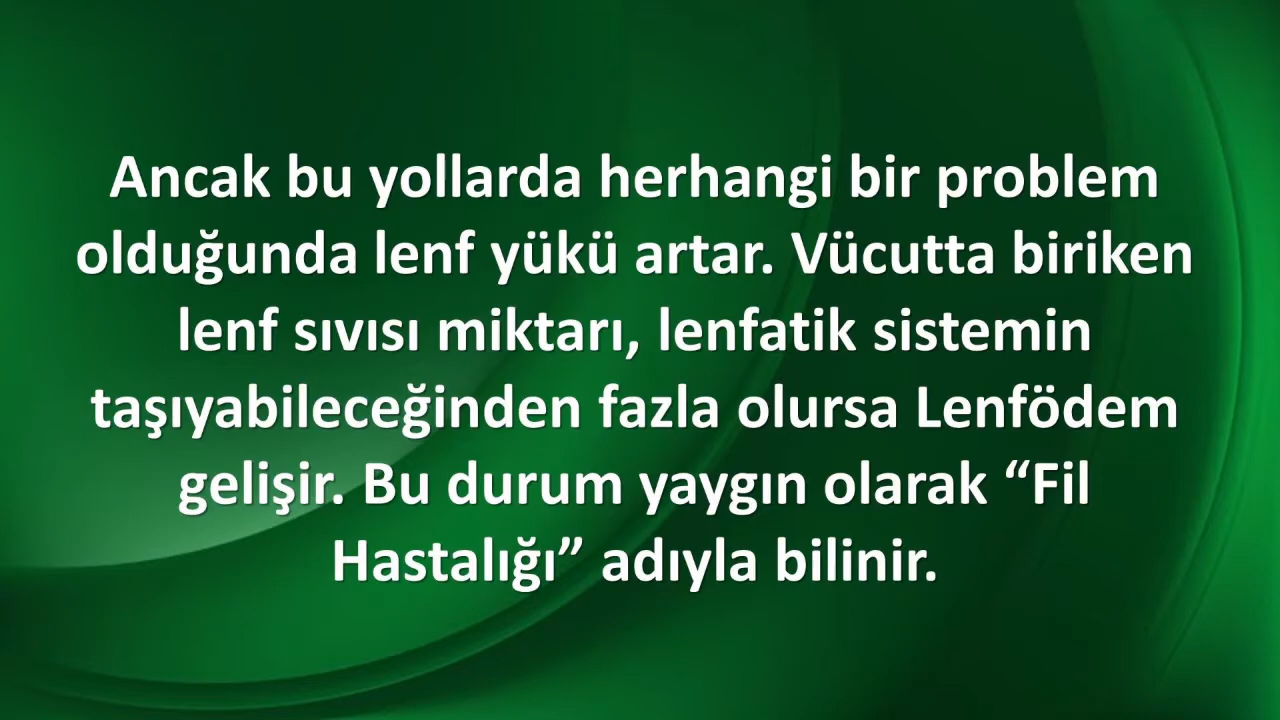 Ancak bu yollarda herhangi bir problem
olduğunda lenf yükü artar. Vücutta biriken
lenf sıvısı miktarı, lenfatik sistemin
taşıyabileceğinden fazla olursa Lenfödem
gelişir. Bu durum yaygın olarak “Fil
Hastalığı” adıyla bilinir.